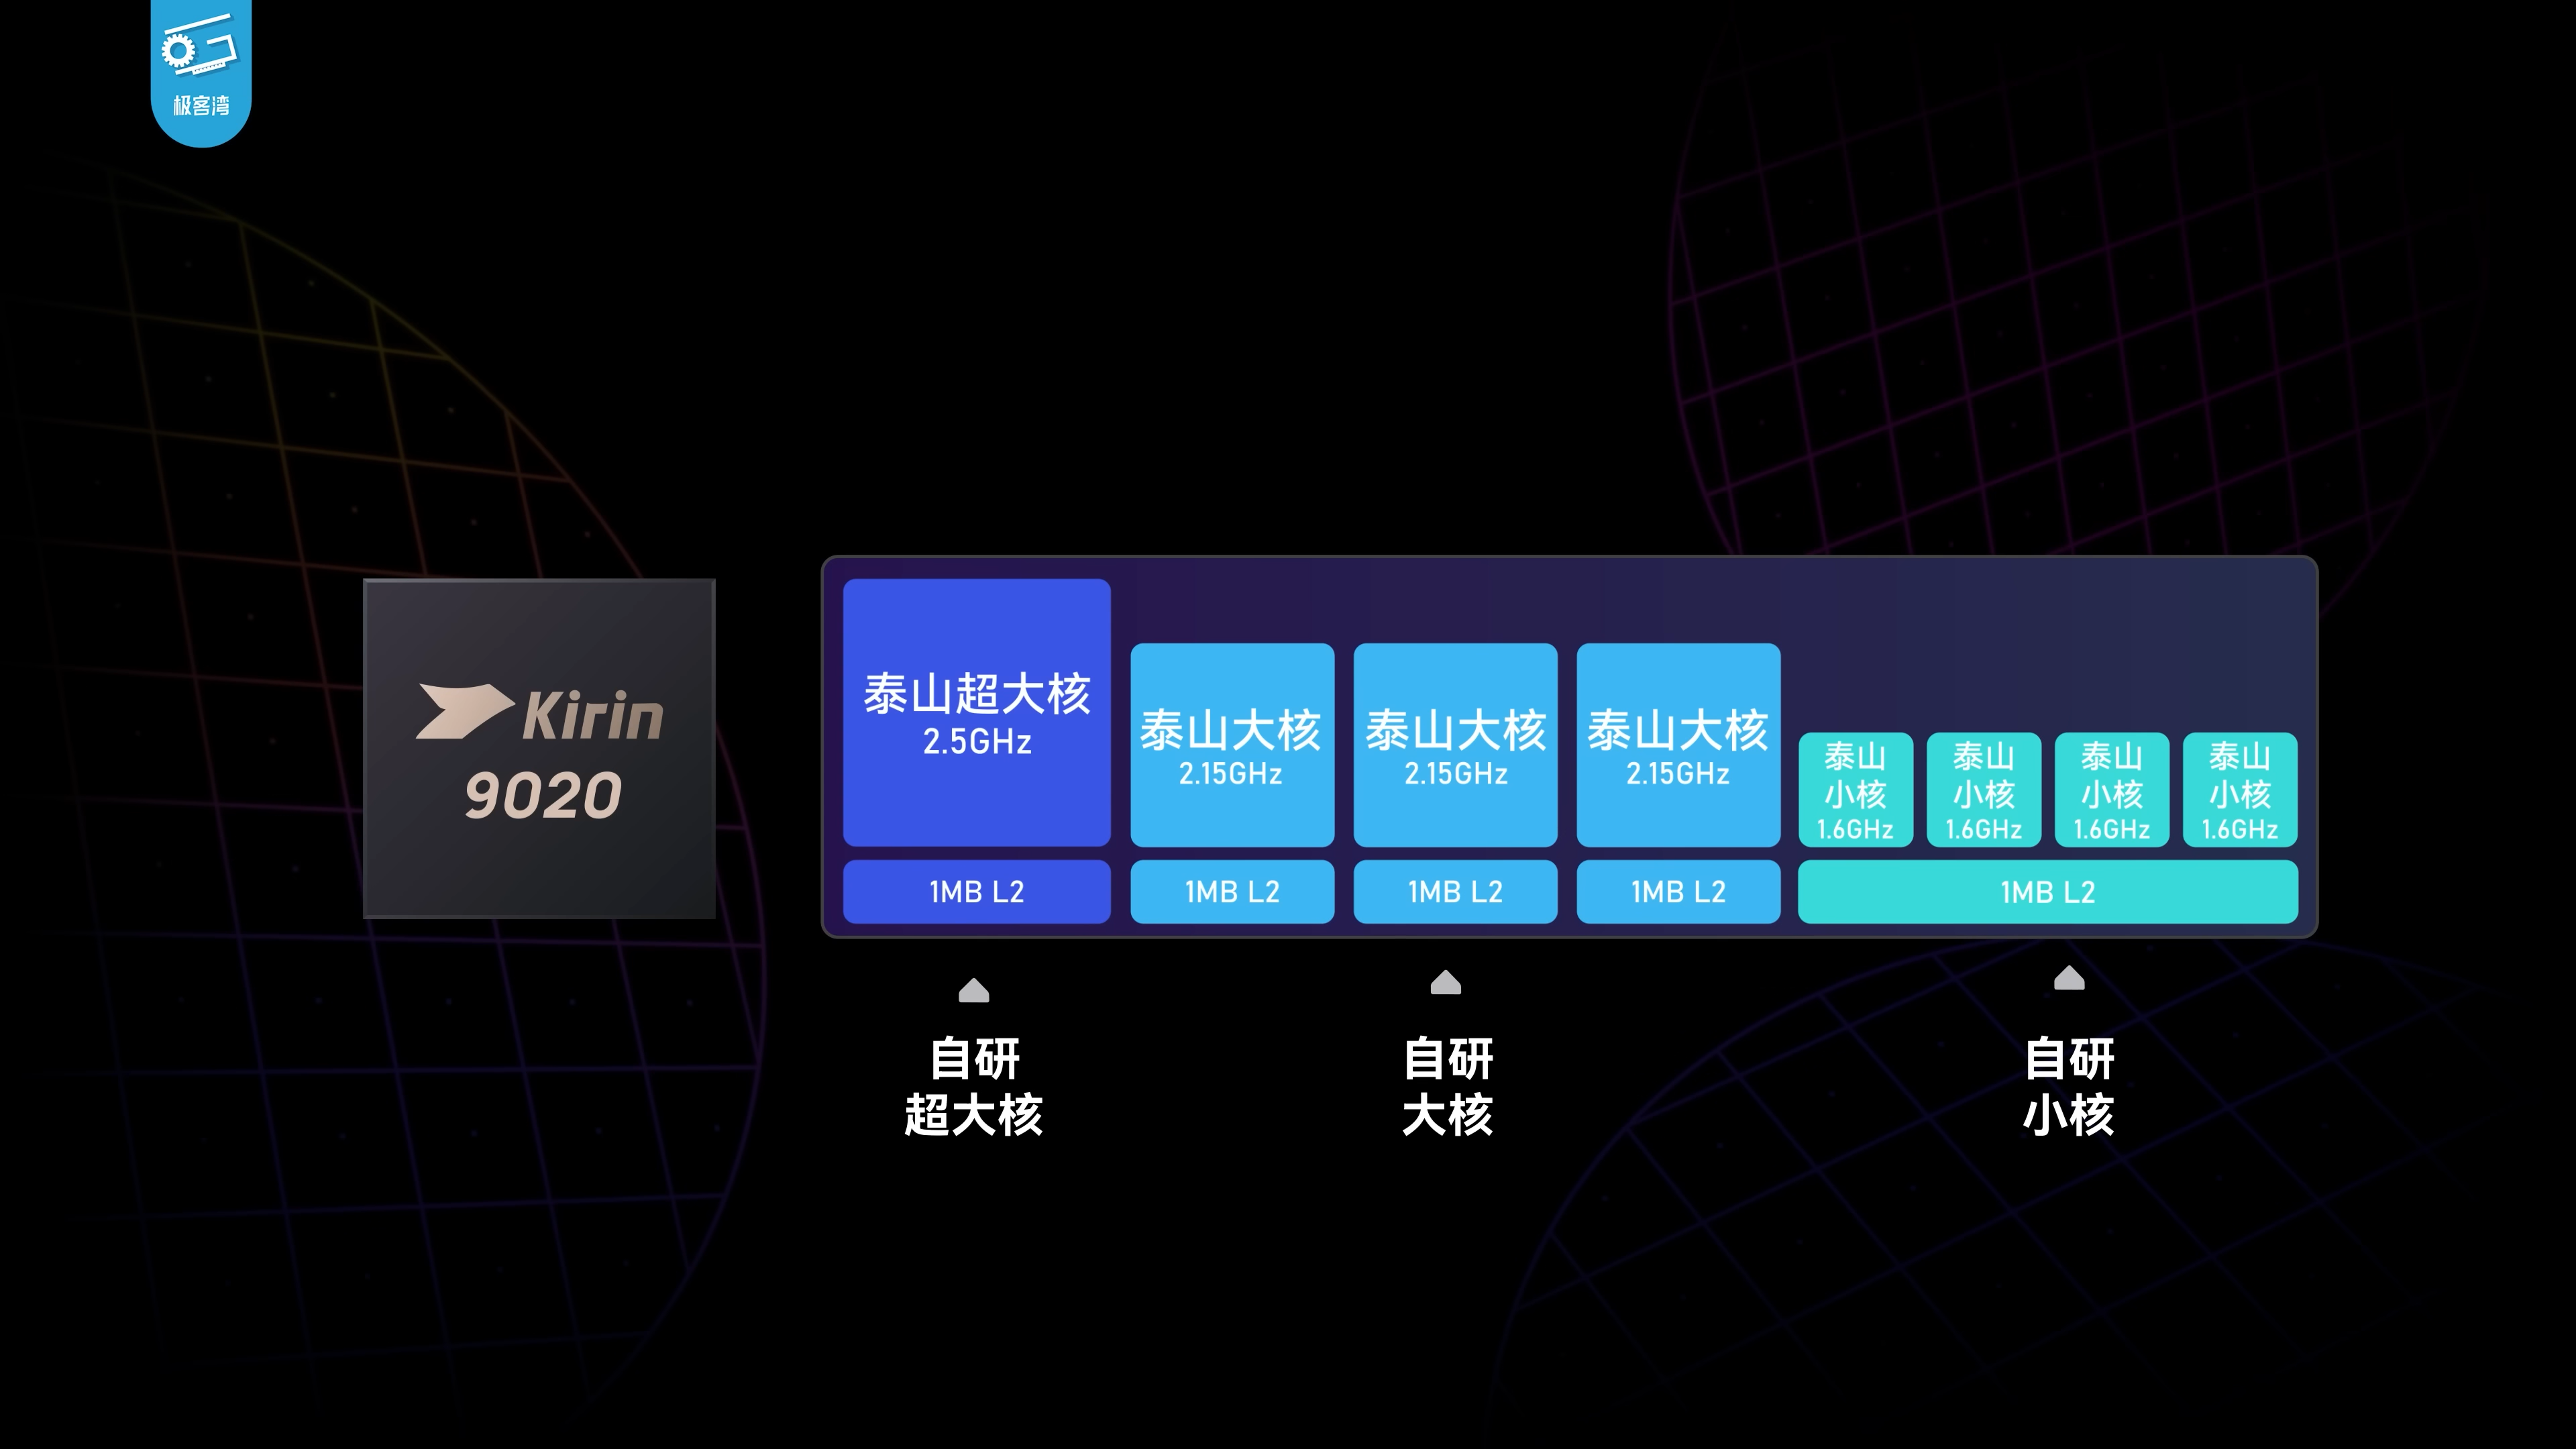 极客湾
Kirin
9020
泰山超大核
2.5GHz
泰山大核
2.15GHz
泰山大核
2.15GHz
泰山大核
2.15GHz
泰山
小核
1.6GHz
泰山
小核
1.6GHz
泰山
小核
1.6GHz
泰山
小核
1.6GHz
1MB L2
1MB L2
1MB L2
1MB L2
1MB L2
自研
超大核
自研
大核
自研
小核